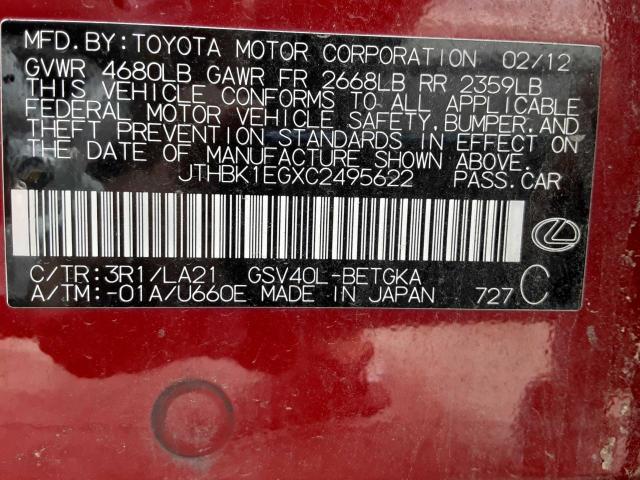 MFD.BY:TOYOTA MOTOR CORPORATION 02/12
GVWR 4680LB GAWR FR 2668LB RR 2359LB
THIS VEHICLE CONFORMS TO ALL APPLICABLE
FEDERAL MOTOR VEHICLE SAFETY,BUMPER,AND
THEFT PREVENTION STANDARDS IN EFFECT ON
THE DATE OF MANUFACTURE SHOWN ABOVE.
JTHBK1EGXC2495622 PASS.CAR
C/TR:3R1/LA21 GSV40L-BETGKA
A/TM:-01A/U660E MADE IN JAPAN 727 C